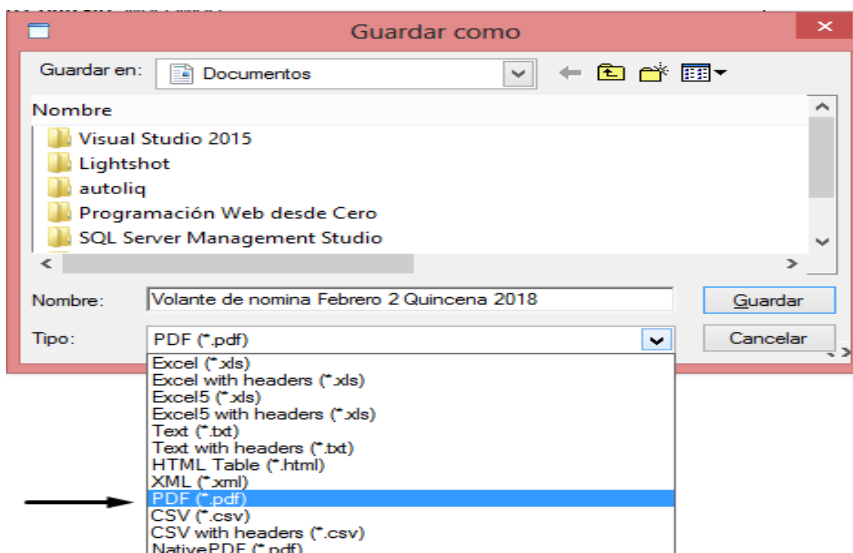 Guardar como
Guardar en: Documentos
Nombre
Visual Studio 2015
Lightshot
autoliq
Programación Web desde Cero
SQL Server Management Studio
Nombre: Volante de nomina Febrero 2 Quincena 2018 Guardar
Tipo: PDF (*.pdf) Cancelar
Excel (*.xls)
Excel with headers (*.xls)
Excel5 (*.xls)
Excel5 with headers (*.xls)
Text (*.txt)
Text with headers (*.txt)
HTML Table (*.html)
XML (*.xml)
PDF (*.pdf)
CSV (*.csv)
CSV with headers (*.csv)
NativePDF (*.pdf)